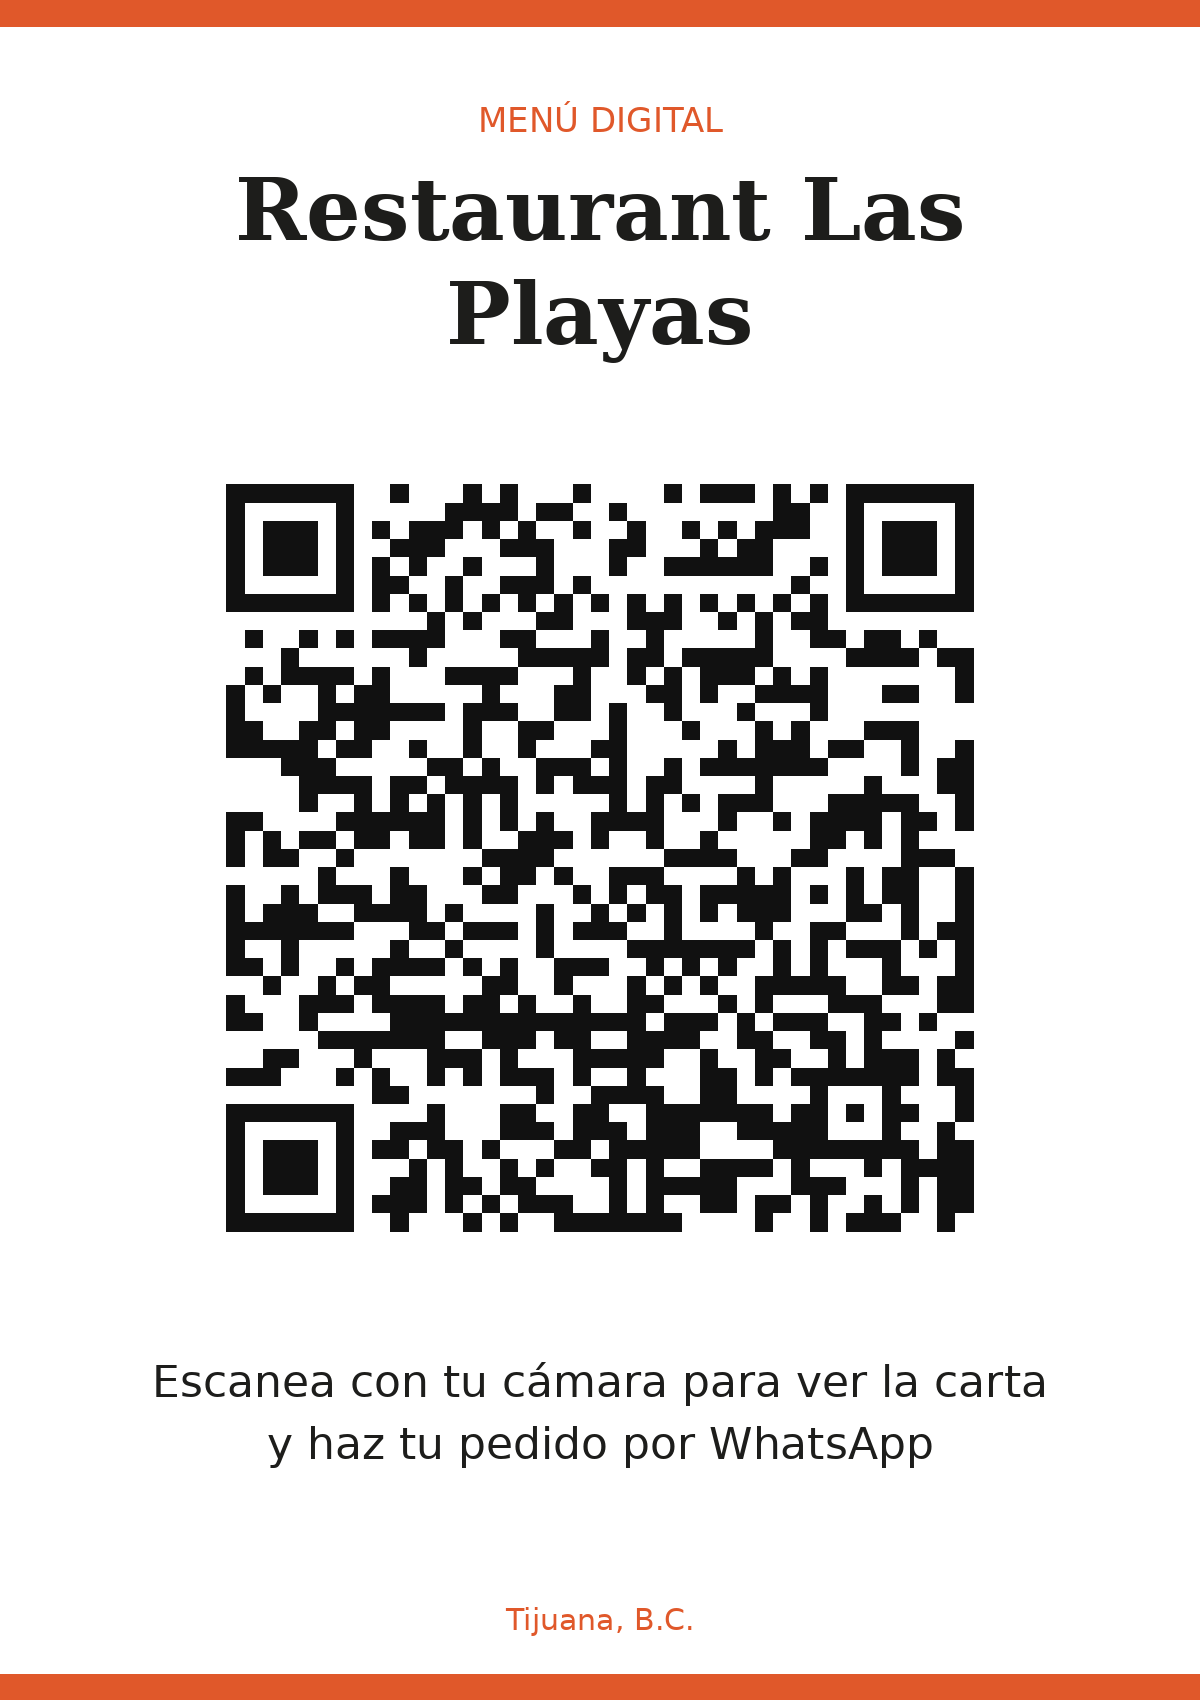 MENÚ DIGITAL
Restaurant Las
Playas
Escanea con tu cámara para ver la carta
y haz tu pedido por WhatsApp
Tijuana, B.C.